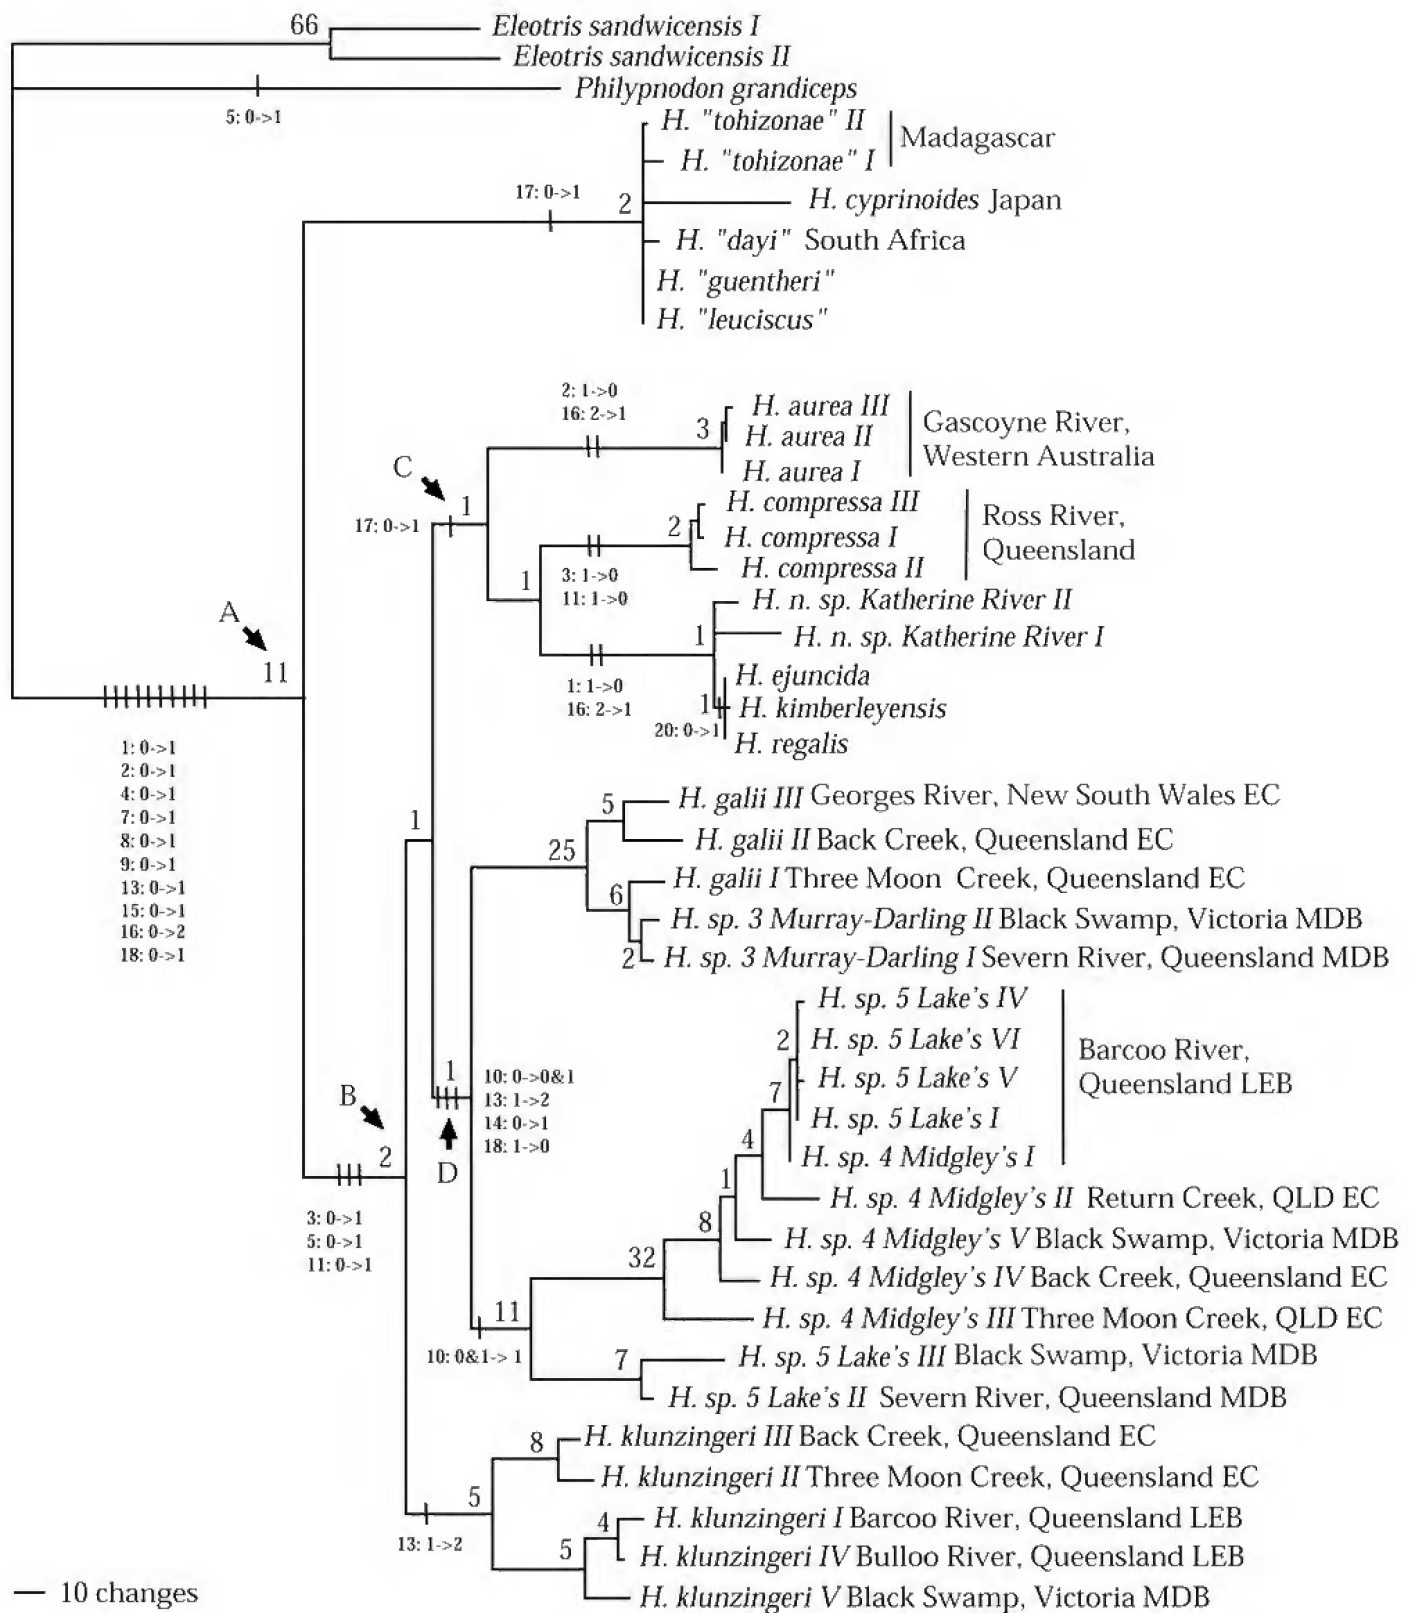 66
Eleotris sandwicensis I
Eleotris sandwicensis II
Philypnodon grandiceps
5: 0->1
H. "tohizonae" II
Madagascar
H. "tohizonae" I
17: 0->1
2
H. cyprinoides Japan
H. "dayi" South Africa
H. "guentheri"
H. "leuciscus"
2: 1->0
16: 2->1
3
H. aurea III
H. aurea II
H. aurea I
Gascoyne River,
Western Australia
C
1
17: 0->1
H. compressa III
2
H. compressa I
H. compressa II
Ross River,
Queensland
1
3: 1->0
11: 1->0
H. n. sp. Katherine River II
1
H. n. sp. Katherine River I
1: 1->0
16: 2->1
H. ejuncida
1
H. kimberleyensis
20: 0->1
H. regalis
A
11
1: 0->1
2: 0->1
4: 0->1
7: 0->1
8: 0->1
9: 0->1
13: 0->1
15: 0->1
16: 0->2
18: 0->1
1
5
H. galii III Georges River, New South Wales EC
25
H. galii II Back Creek, Queensland EC
H. galii I Three Moon Creek, Queensland EC
6
H. sp. 3 Murray-Darling II Black Swamp, Victoria MDB
2
H. sp. 3 Murray-Darling I Severn River, Queensland MDB
H. sp. 5 Lake's IV
2
H. sp. 5 Lake's VI
H. sp. 5 Lake's V
7
H. sp. 5 Lake's I
H. sp. 4 Midgley's I
Barcoo River,
Queensland LEB
1
10: 0->0&1
13: 1->2
14: 0->1
18: 1->0
D
B
2
3: 0->1
5: 0->1
11: 0->1
4
H. sp. 4 Midgley's II Return Creek, QLD EC
1
H. sp. 4 Midgley's V Black Swamp, Victoria MDB
8
H. sp. 4 Midgley's IV Back Creek, Queensland EC
32
H. sp. 4 Midgley's III Three Moon Creek, QLD EC
11
10: 0&1-> 1
7
H. sp. 5 Lake's III Black Swamp, Victoria MDB
H. sp. 5 Lake's II Severn River, Queensland MDB
8
H. klunzingeri III Back Creek, Queensland EC
H. klunzingeri II Three Moon Creek, Queensland EC
5
13: 1->2
4
H. klunzingeri I Barcoo River, Queensland LEB
5
H. klunzingeri IV Bulloo River, Queensland LEB
H. klunzingeri V Black Swamp, Victoria MDB
10 changes